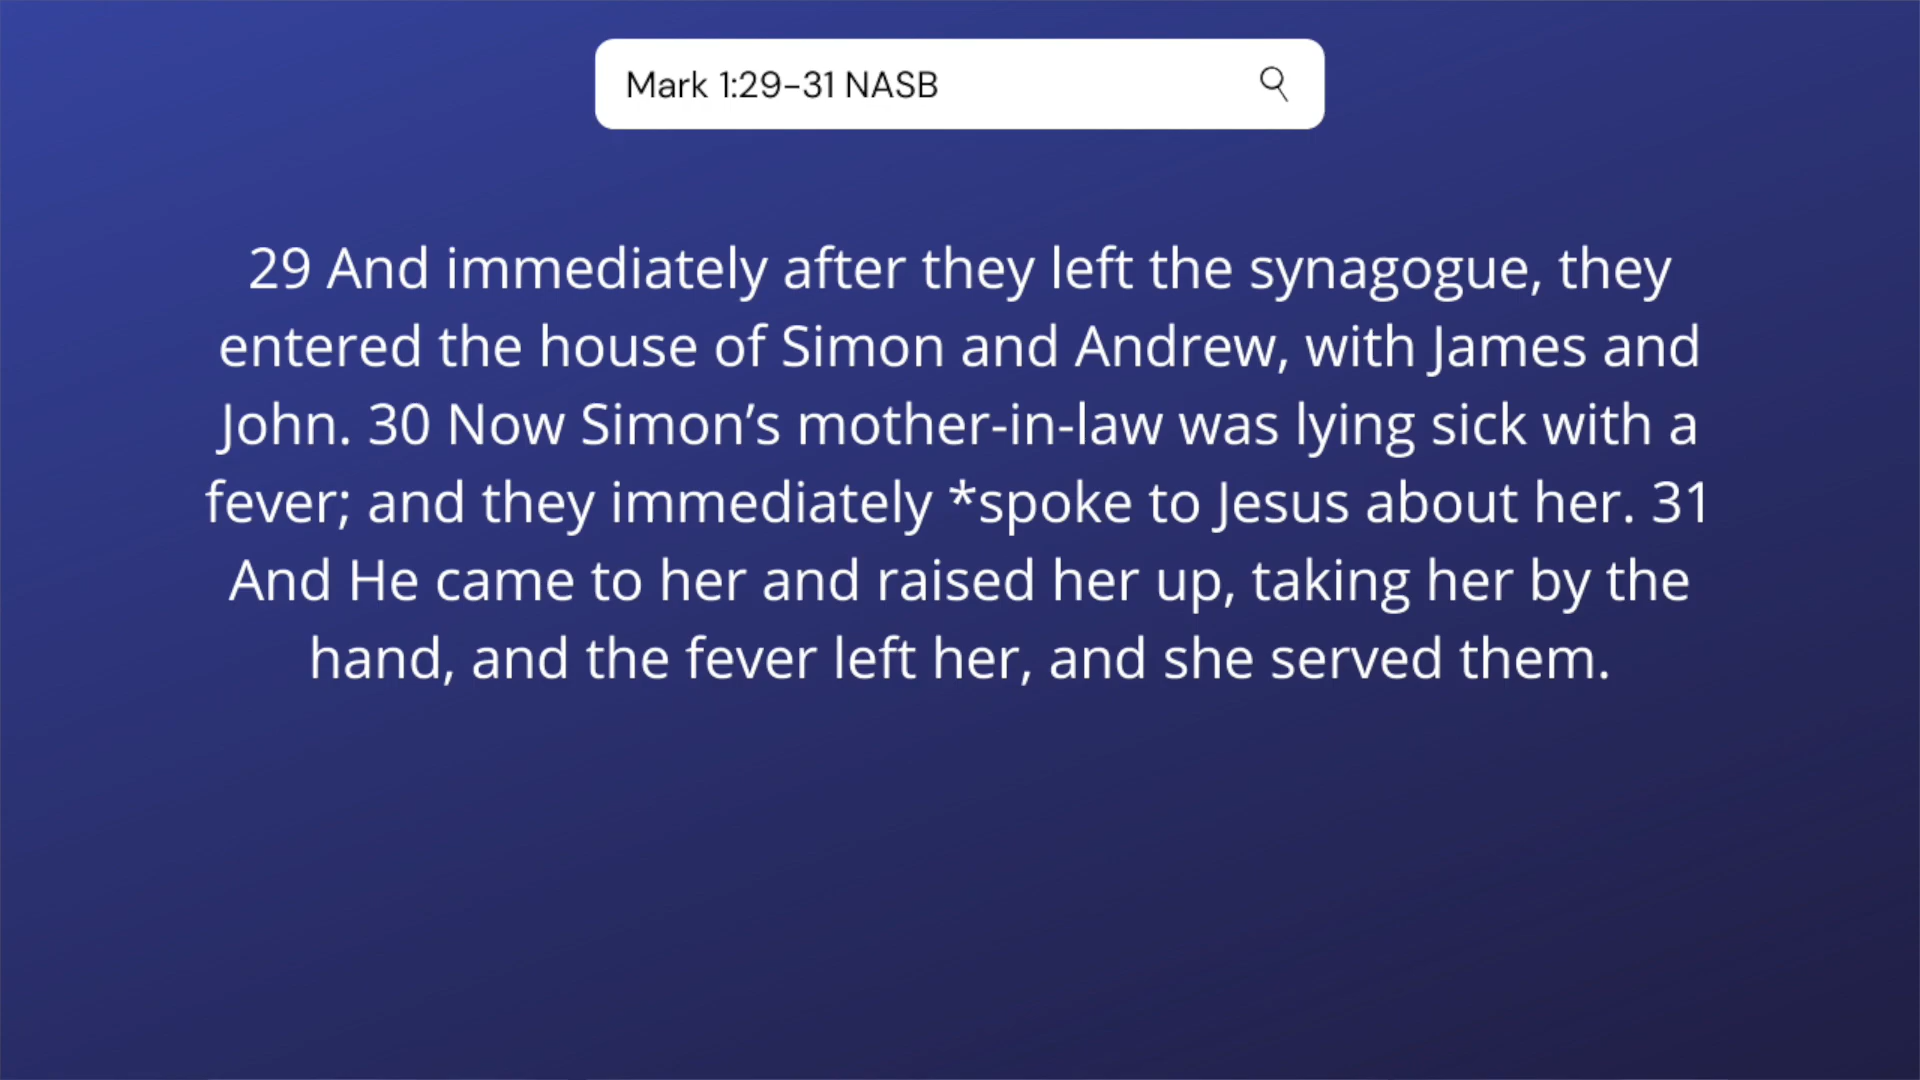 Mark 1:29-31 NASB
29 And immediately after they left the synagogue, they
entered the house of Simon and Andrew, with James and
John. 30 Now Simon’s mother-in-law was lying sick with a
fever; and they immediately *spoke to Jesus about her. 31
And He came to her and raised her up, taking her by the
hand, and the fever left her, and she served them.